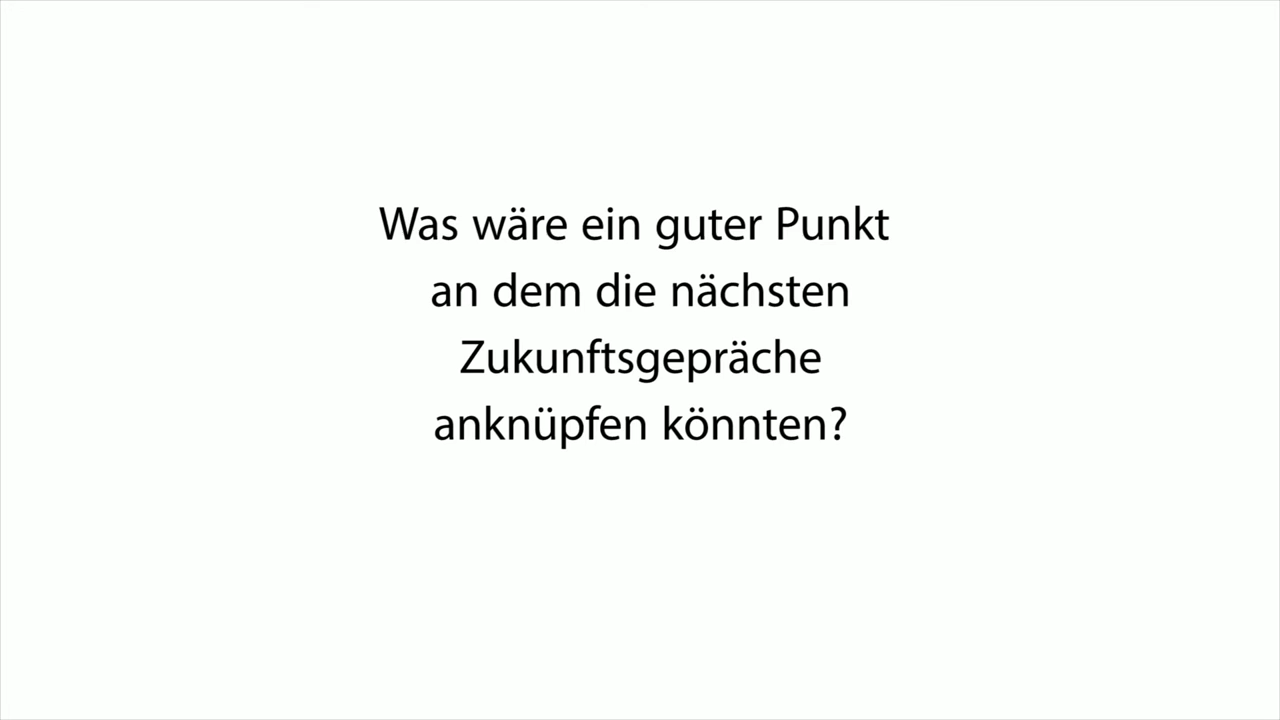 Was wäre ein guter Punkt
an dem die nächsten
Zukunftsgepräche
anknüpfen könnten?